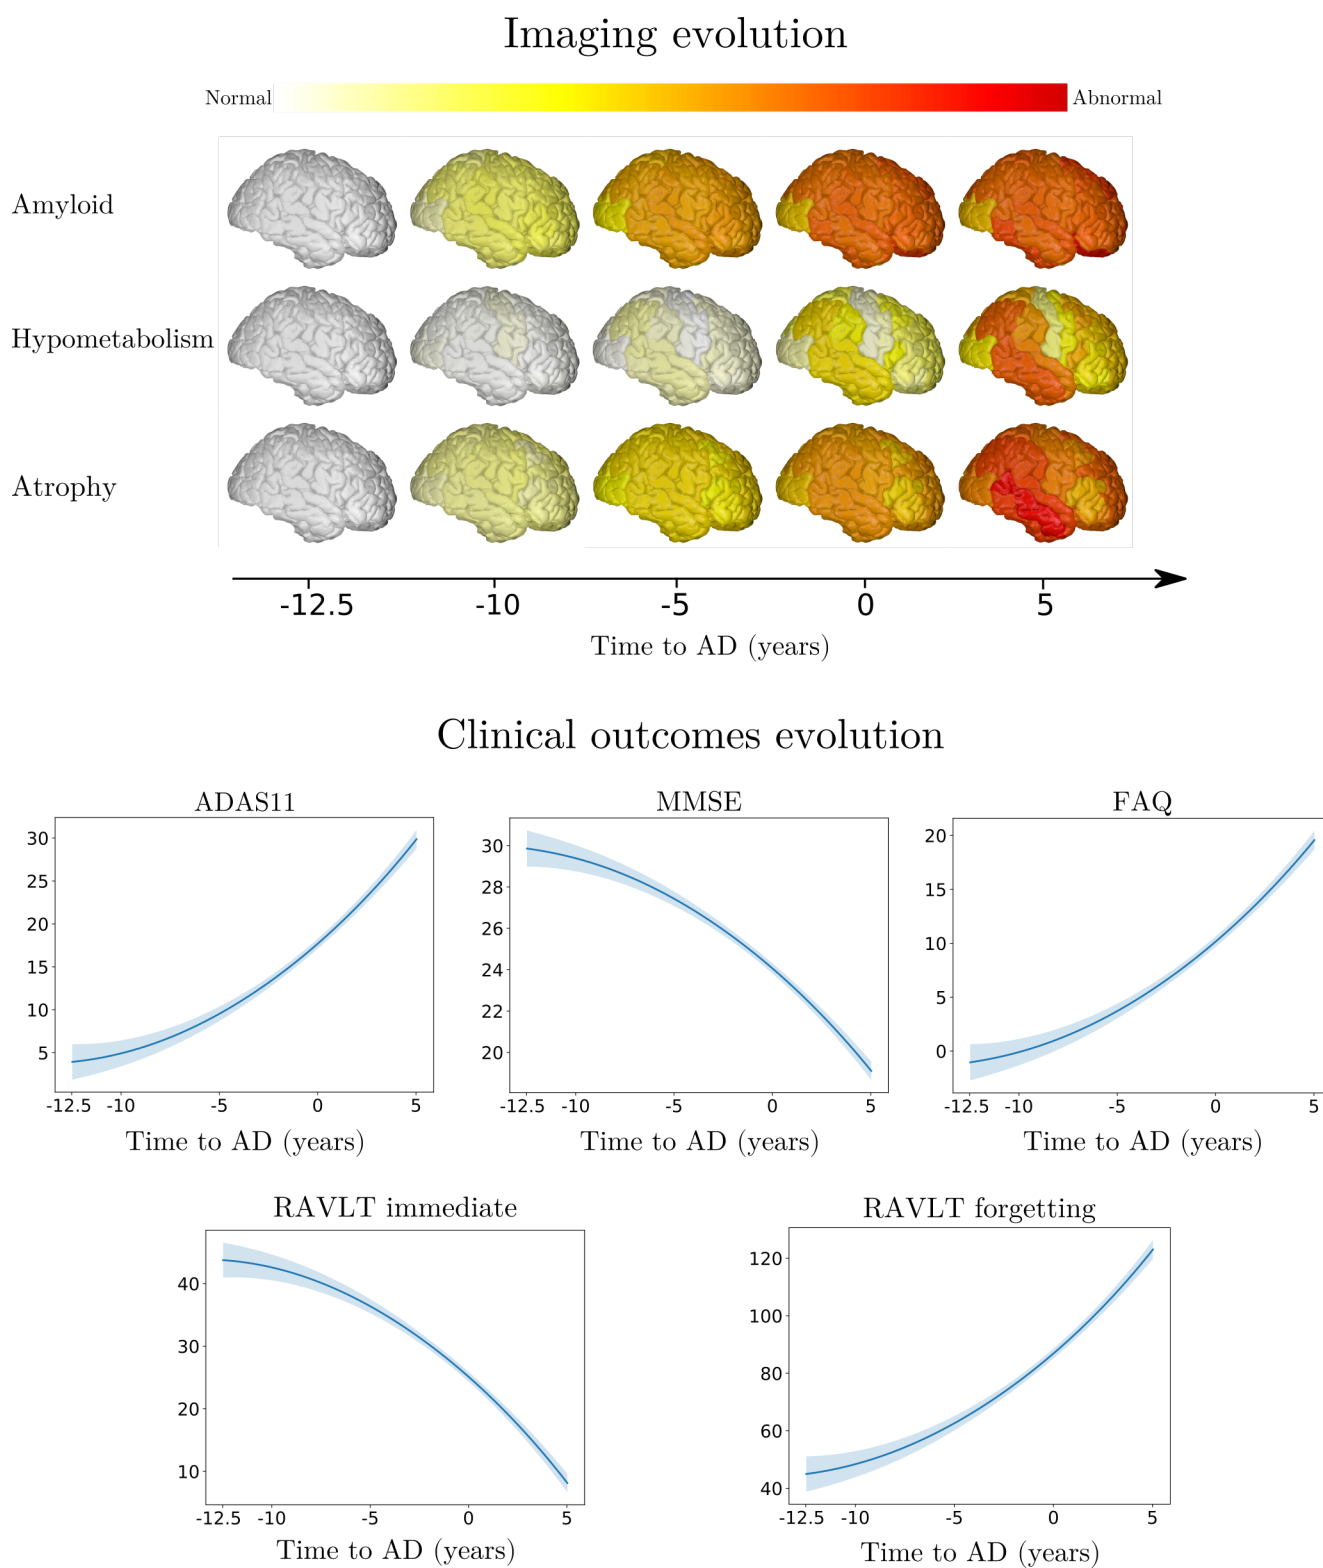 Imaging evolution
Normal Abnormal
Amyloid
Hypometabolism
Atrophy
-12.5 -10 -5 0 5
Time to AD (years)
Clinical outcomes evolution
ADAS11
30
25
20
15
10
5
-12.5 -10 -5 0 5
Time to AD (years)
MMSE
30
28
26
24
22
20
-12.5 -10 -5 0 5
Time to AD (years)
FAQ
20
15
10
5
0
-12.5 -10 -5 0 5
Time to AD (years)
RAVLT immediate
40
30
20
10
-12.5 -10 -5 0 5
Time to AD (years)
RAVLT forgetting
120
100
80
60
40
-12.5 -10 -5 0 5
Time to AD (years)